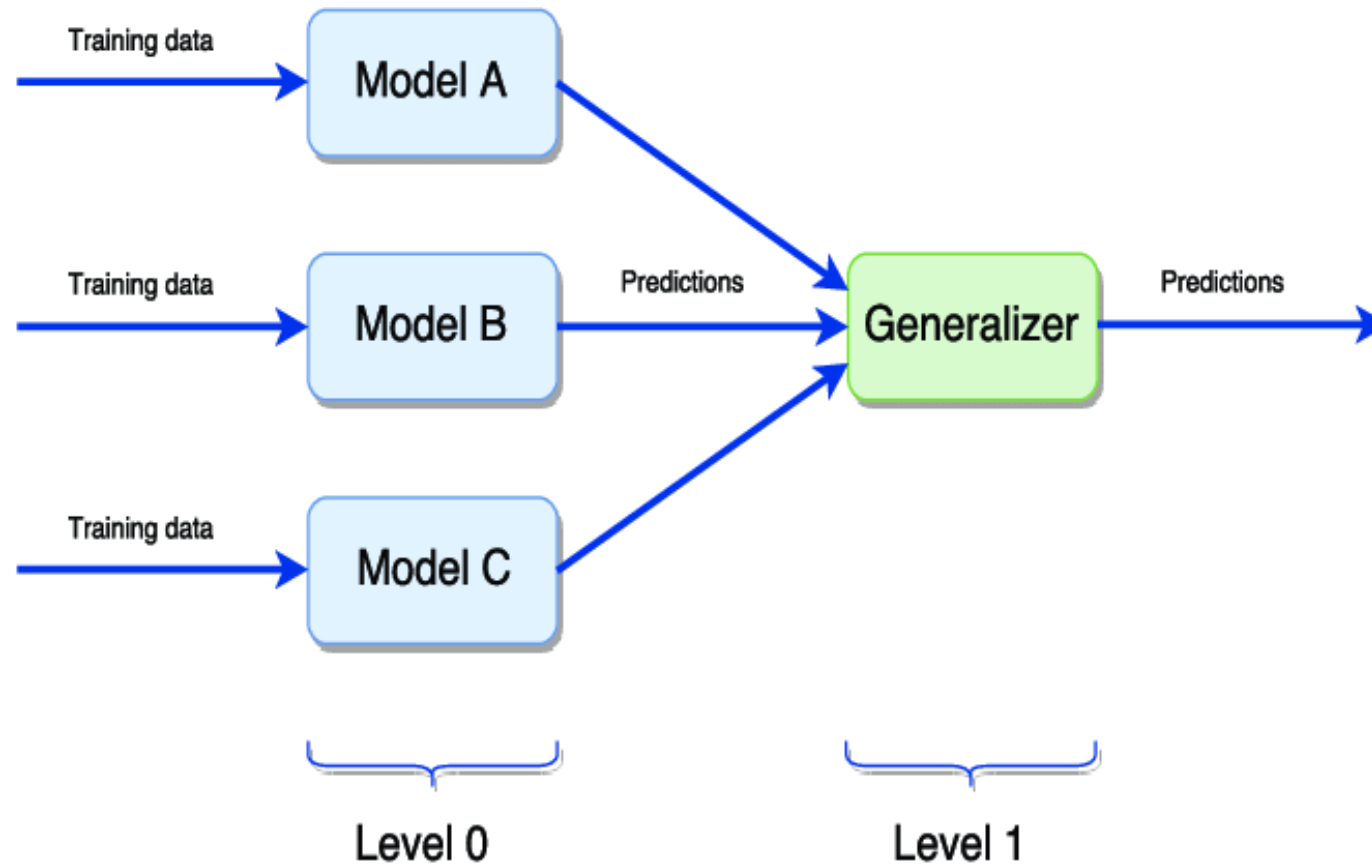 Training data
Model A
Training data
Model B
Predictions
Generalizer
Predictions
Training data
Model C
Level 0
Level 1